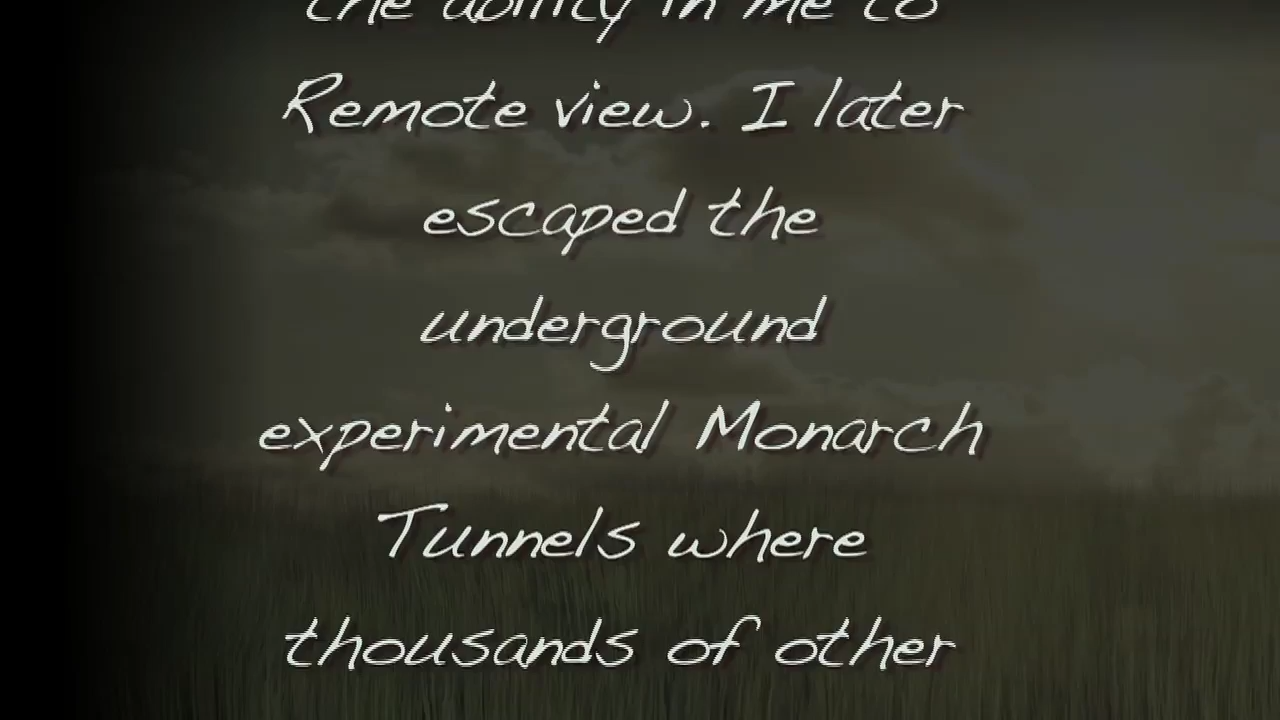 the ability in me to
Remote view. I later
escaped the
underground
experimental Monarch
Tunnels where
thousands of other